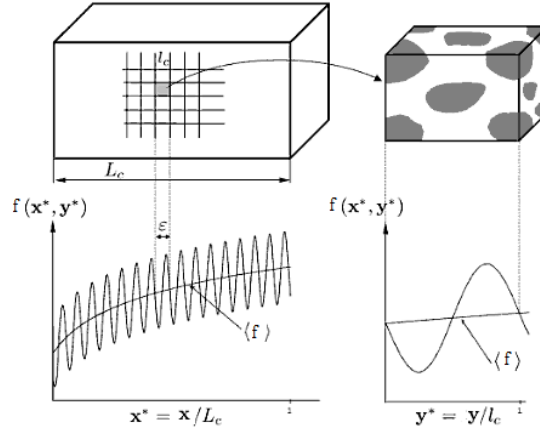 l_c
L_c
f (x*, y*)
f (x*, y*)
ε
⟨f⟩
⟨f⟩
1
1
x* = x/L_c
y* = y/l_c